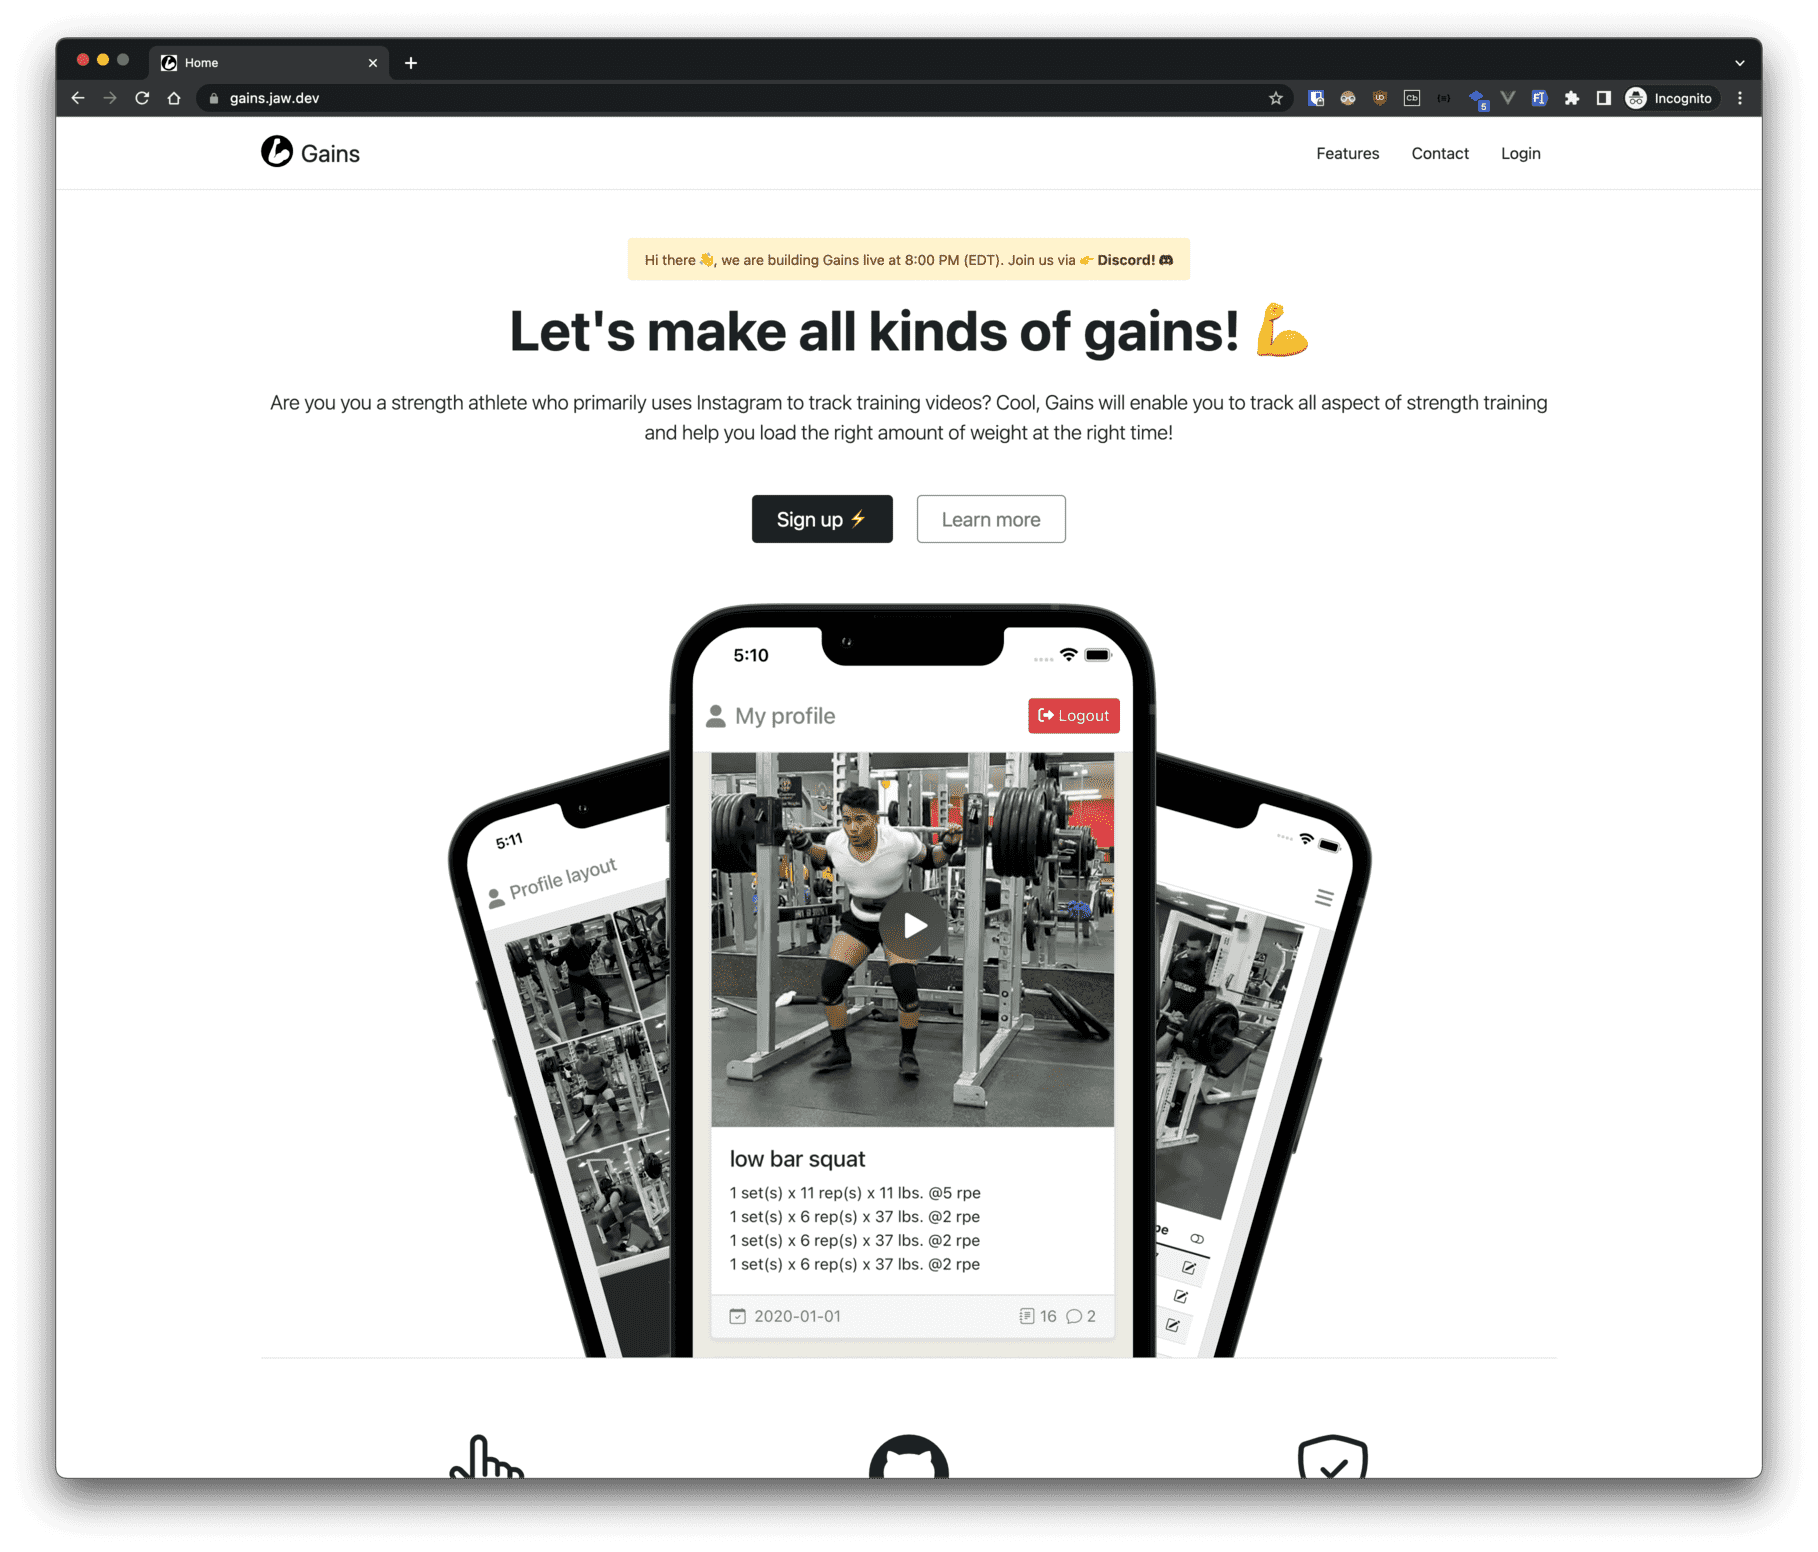 Home
gains.jaw.dev
5
Incognito
Gains
Features Contact Login
Hi there 👋, we are building Gains live at 8:00 PM (EDT). Join us via 👉 Discord!
Let's make all kinds of gains! 💪
Are you you a strength athlete who primarily uses Instagram to track training videos? Cool, Gains will enable you to track all aspect of strength training
and help you load the right amount of weight at the right time!
Sign up ⚡
Learn more
5:10
My profile
Logout
5:11
Profile layout
low bar squat
1 set(s) x 11 rep(s) x 11 lbs. @5 rpe
1 set(s) x 6 rep(s) x 37 lbs. @2 rpe
1 set(s) x 6 rep(s) x 37 lbs. @2 rpe
1 set(s) x 6 rep(s) x 37 lbs. @2 rpe
2020-01-01
16
2